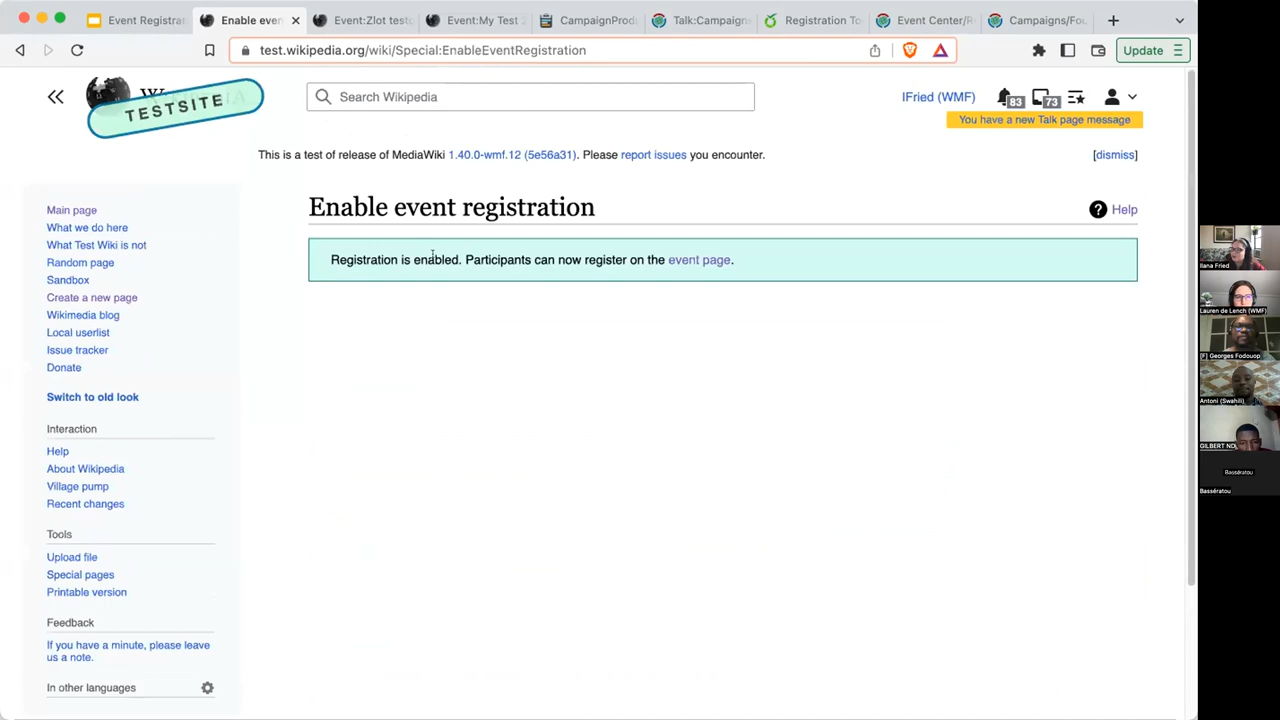 Event Registra
Enable even
Event:Zlot test
Event:My Test 2
CampaignProd
Talk:Campaigns
Registration To
Event Center/R
Campaigns/Fou
test.wikipedia.org/wiki/Special:EnableEventRegistration
Update
TESTSITE
Search Wikipedia
IFried (WMF)
83
73
You have a new Talk page message
This is a test of release of MediaWiki 1.40.0-wmf.12 (5e56a31). Please report issues you encounter.
[dismiss]
Enable event registration
Help
Registration is enabled. Participants can now register on the event page.
Main page
What we do here
What Test Wiki is not
Random page
Sandbox
Create a new page
Wikimedia blog
Local userlist
Issue tracker
Donate
Switch to old look
Interaction
Help
About Wikipedia
Village pump
Recent changes
Tools
Upload file
Special pages
Printable version
Feedback
If you have a minute, please leave
us a note.
In other languages
Ilana Fried
Lauren de Lench (WMF)
[F] Georges Fodouop
Antoni (Swahili)
GILBERT ND
Bassératou
Bassératou